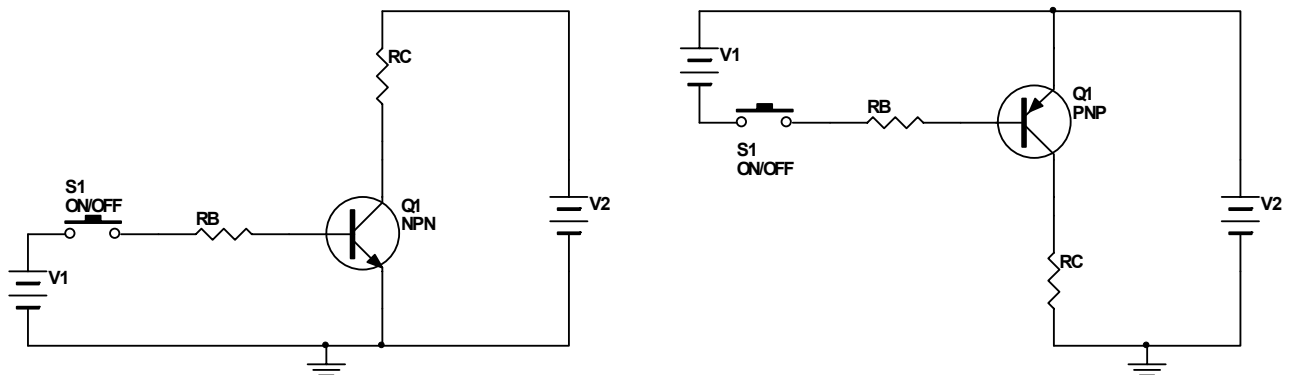 RC
S1
ON/OFF
RB
Q1
NPN
V2
V1
V1
Q1
PNP
RB
S1
ON/OFF
V2
RC